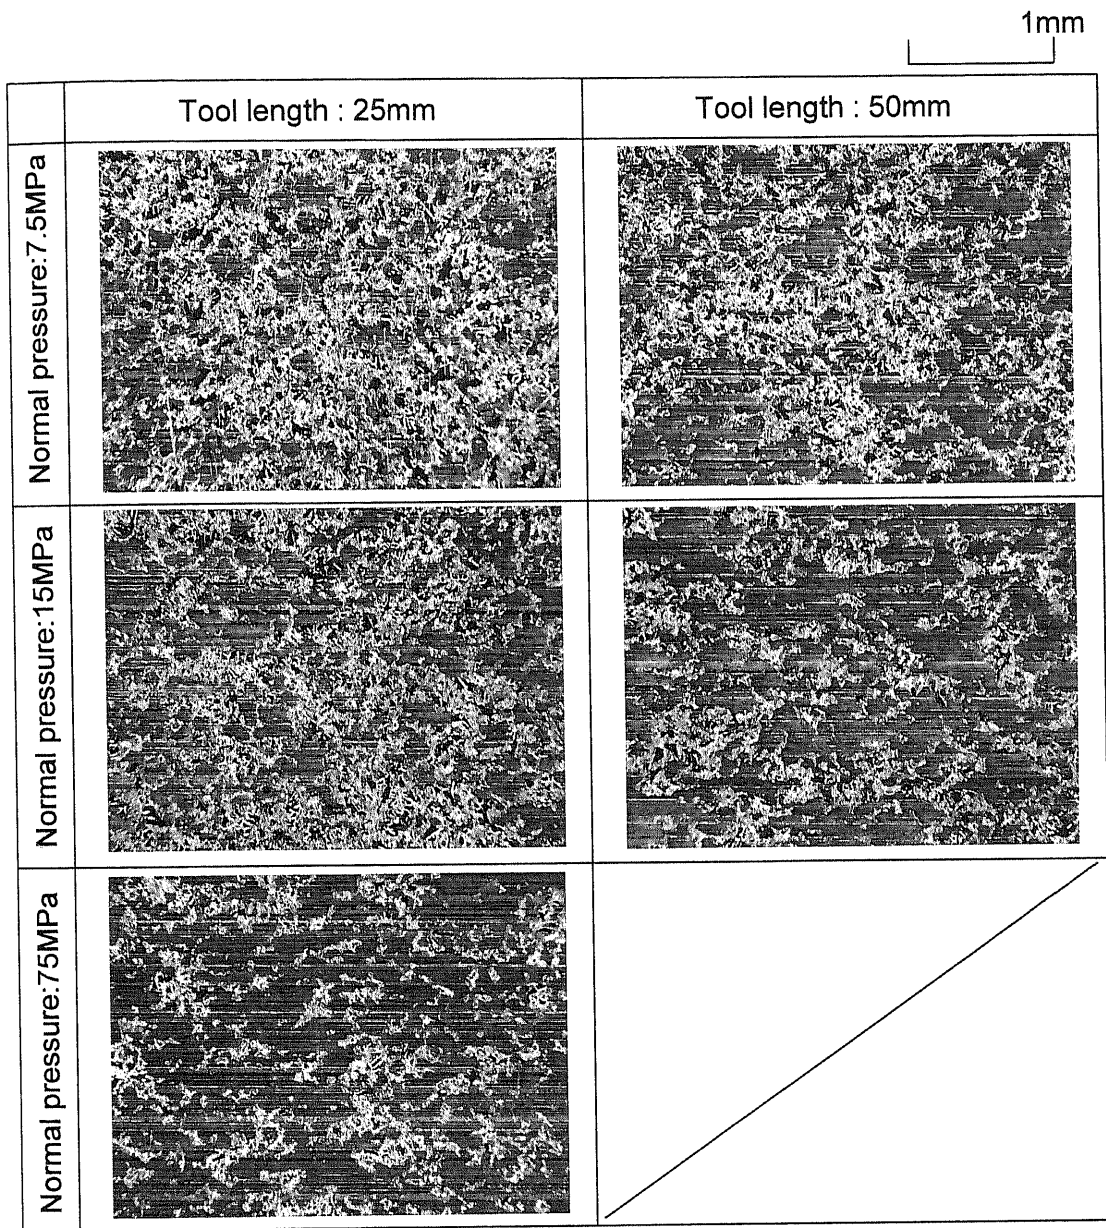 1mm
Tool length : 25mm
Tool length : 50mm
Normal pressure:7.5MPa
Normal pressure:15MPa
Normal pressure:75MPa